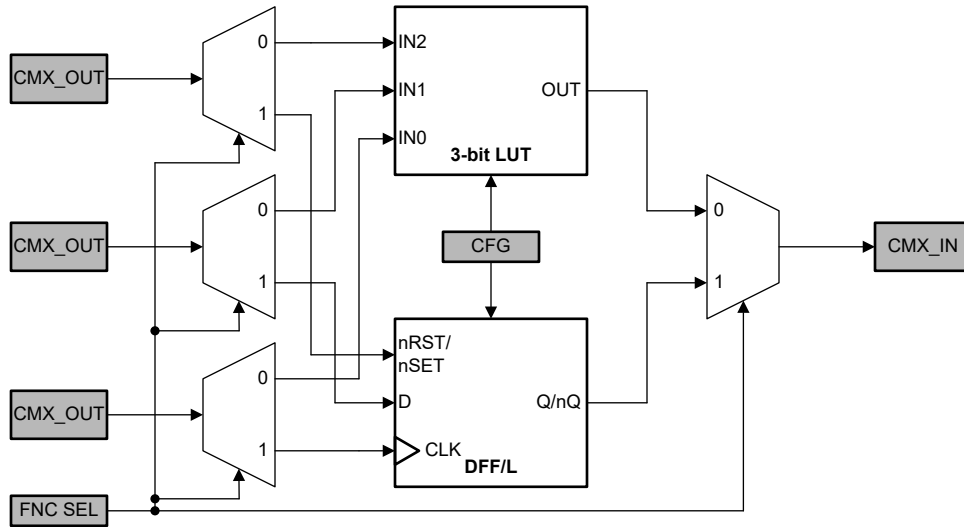 0
IN2
CMX_OUT
1
IN1
OUT
IN0
3-bit LUT
0
0
CMX_OUT
CFG
CMX_IN
1
1
nRST/
nSET
0
CMX_OUT
D
Q/nQ
1
CLK
DFF/L
FNC SEL